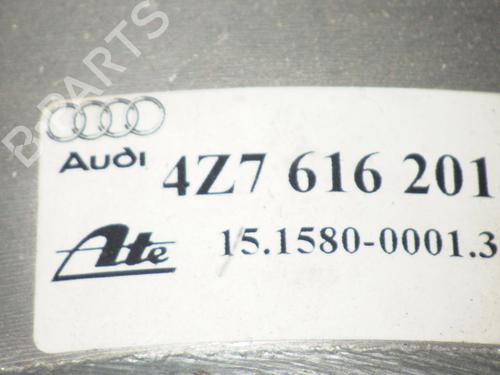 B-PARTS
Audi
4Z7 616 201
Ate
15.1580-0001.3